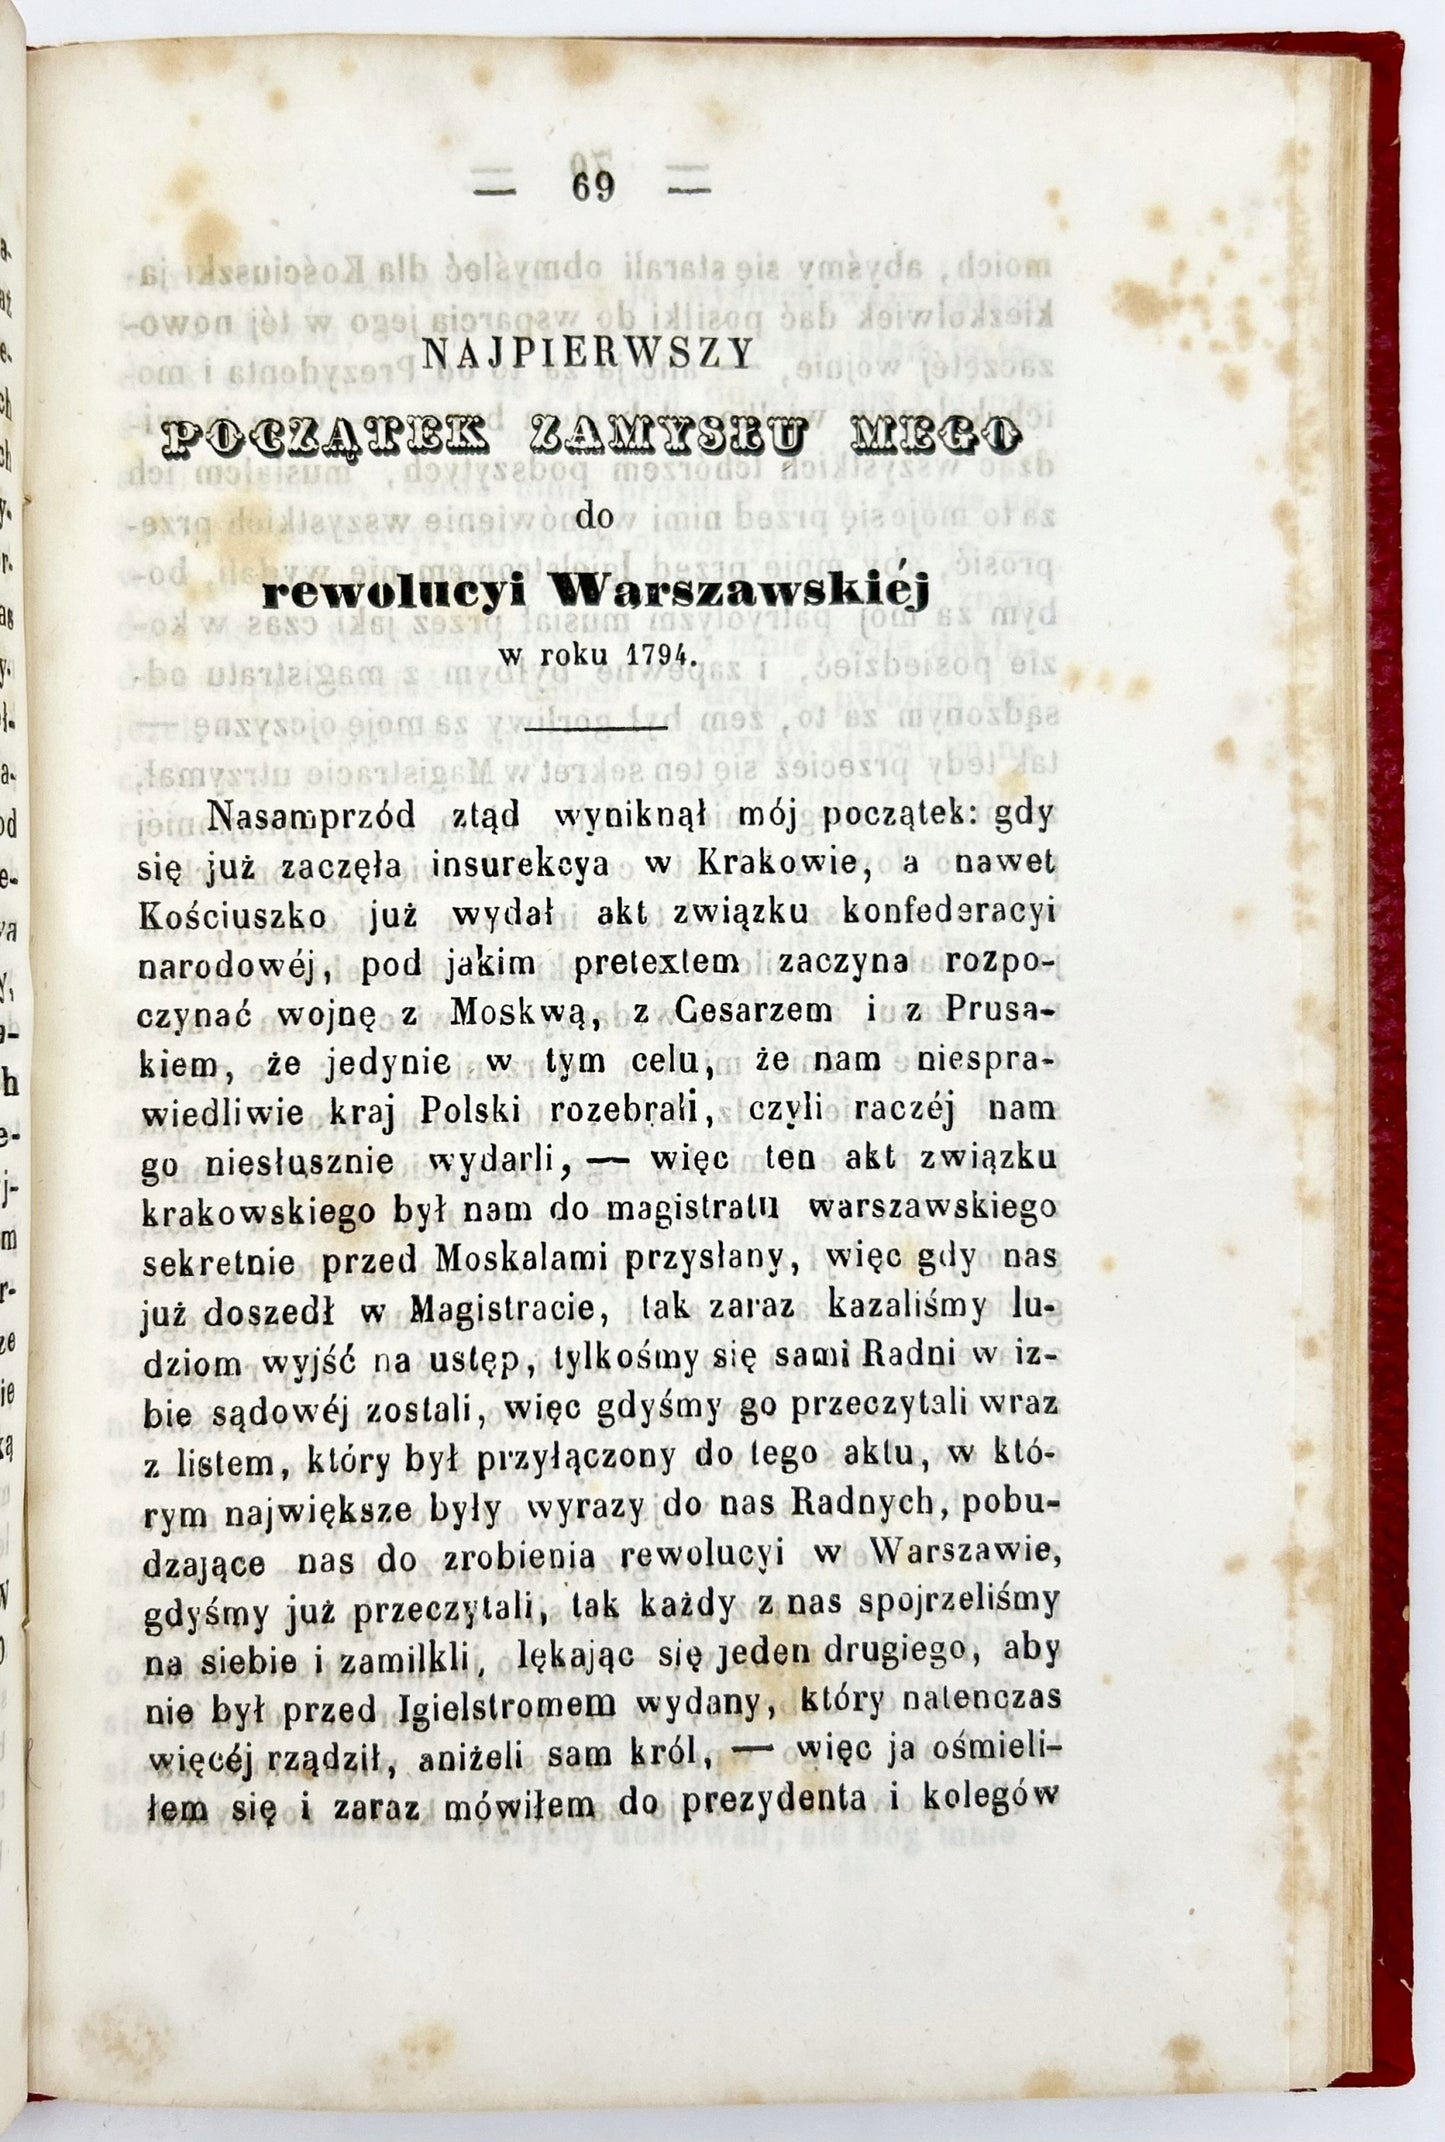 = 69 =
NAJPIERWSZY
POCZĄTEK ZAMYSŁU MEGO
do
rewolucyi Warszawskiéj
w roku 1794.
Nasamprzód ztąd wyniknął mój początek: gdy
się już zaczęła insurekcya w Krakowie, a nawet
Kościuszko już wydał akt związku konfederacyi
narodowéj, pod jakim pretextem zaczyna rozpo-
czynać wojnę z Moskwą, z Cesarzem i z Prusa-
kiem, że jedynie w tym celu, że nam niespra-
wiedliwie kraj Polski rozebrali, czyli raczéj nam
go niesłusznie wydarli, — więc ten akt związku
krakowskiego był nam do magistratu warszawskiego
sekretnie przed Moskalami przysłany, więc gdy nas
już doszedł w Magistracie, tak zaraz kazaliśmy lu-
dziom wyjść na ustęp, tylkośmy się sami Radni w iz-
bie sądowéj zostali, więc gdyśmy go przeczytali wraz
z listem, który był przyłączony do tego aktu, w któ-
rym największe były wyrazy do nas Radnych, pobu-
dzające nas do zrobienia rewolucyi w Warszawie,
gdyśmy już przeczytali, tak każdy z nas spojrzeliśmy
na siebie i zamilkli, lękając się jeden drugiego, aby
nie był przed Igielstromem wydany, który natenczas
więcéj rządził, aniżeli sam król, — więc ja ośmieli-
łem się i zaraz mówiłem do prezydenta i kolegów